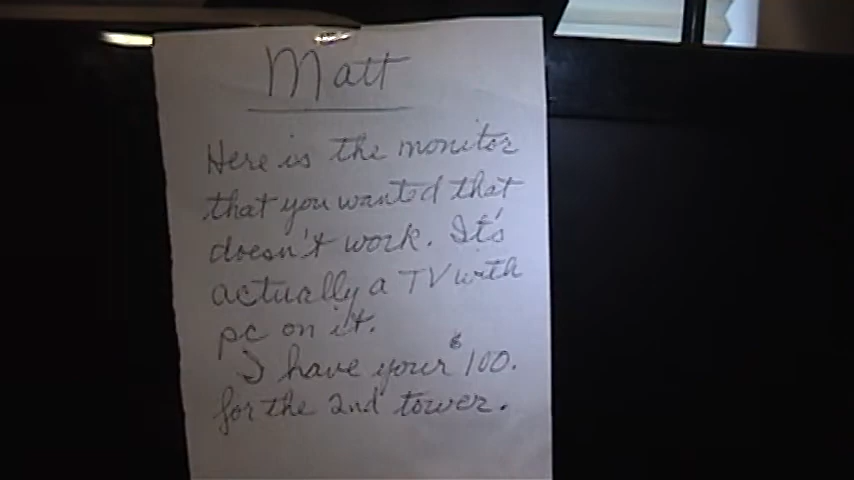 Matt
Here is the monitor
that you wanted that
doesn't work. It's
actually a TV with
pc on it.
I have your $100.
for the 2nd tower.